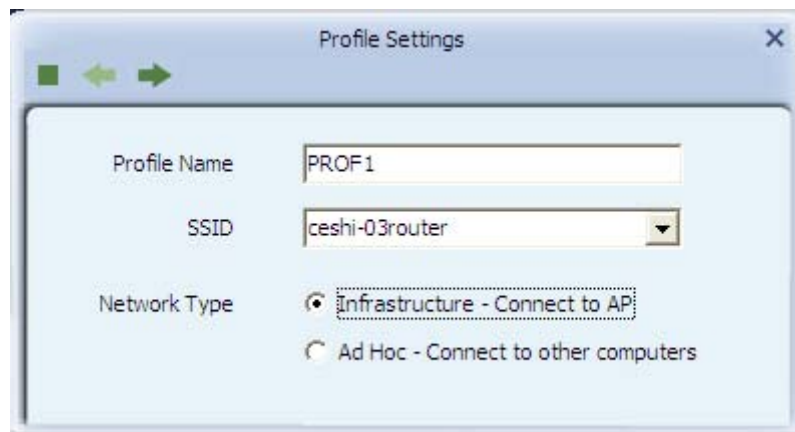 Profile Settings
Profile Name PROF1
SSID ceshi-03router
Network Type Infrastructure - Connect to AP
Ad Hoc - Connect to other computers